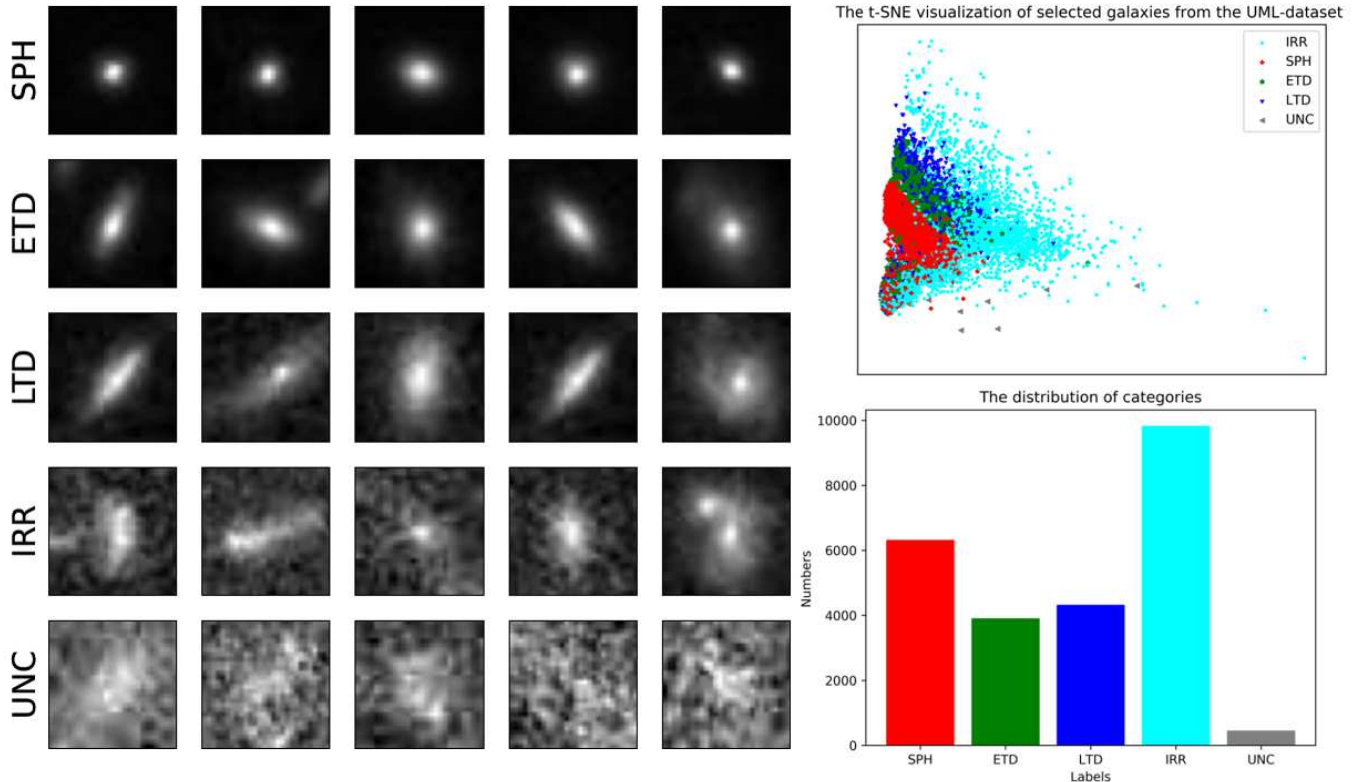 SPH
ETD
LTD
IRR
UNC
The t-SNE visualization of selected galaxies from the UML-dataset
IRR
SPH
ETD
LTD
UNC
The distribution of categories
10000
8000
6000
4000
2000
0
Numbers
SPH ETD LTD IRR UNC
Labels